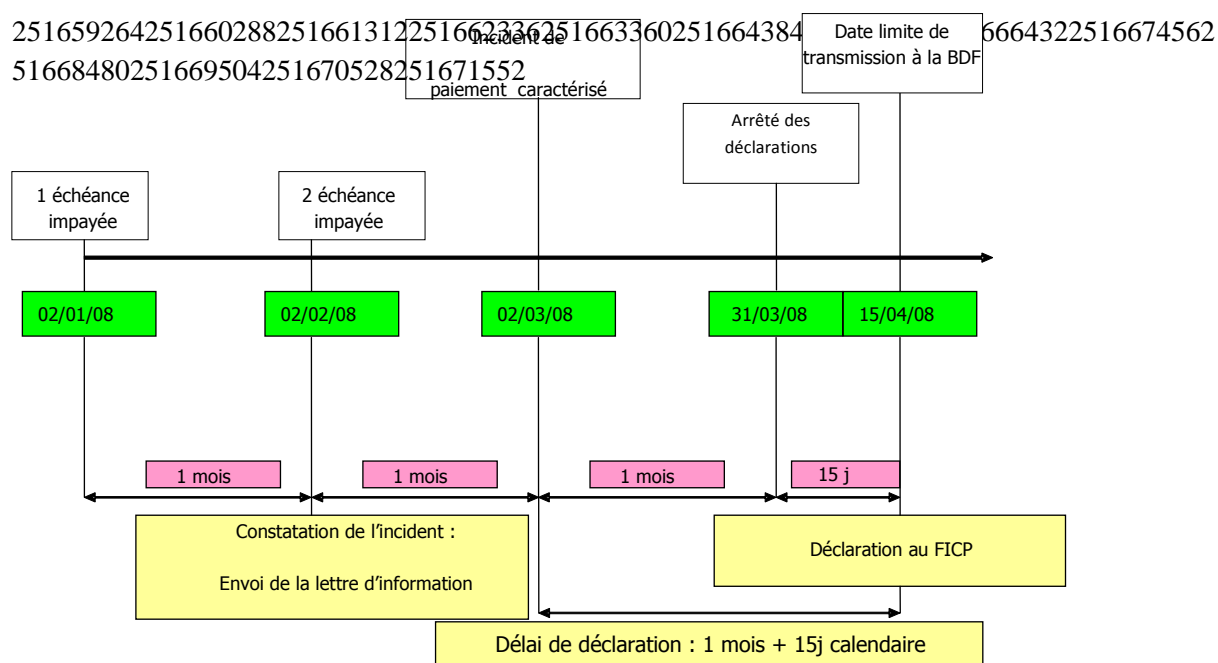 251659264251660288251661312251662336251663360251664384 6664322516674562
51668480251669504251670528251671552
Incident de
paiement caractérisé
Date limite de
transmission à la BDF
Arrêté des
déclarations
1 échéance
impayée
2 échéance
impayée
02/01/08
02/02/08
02/03/08
31/03/08
15/04/08
1 mois
1 mois
1 mois
15 j
Constatation de l’incident :
Envoi de la lettre d’information
Déclaration au FICP
Délai de déclaration : 1 mois + 15j calendaire